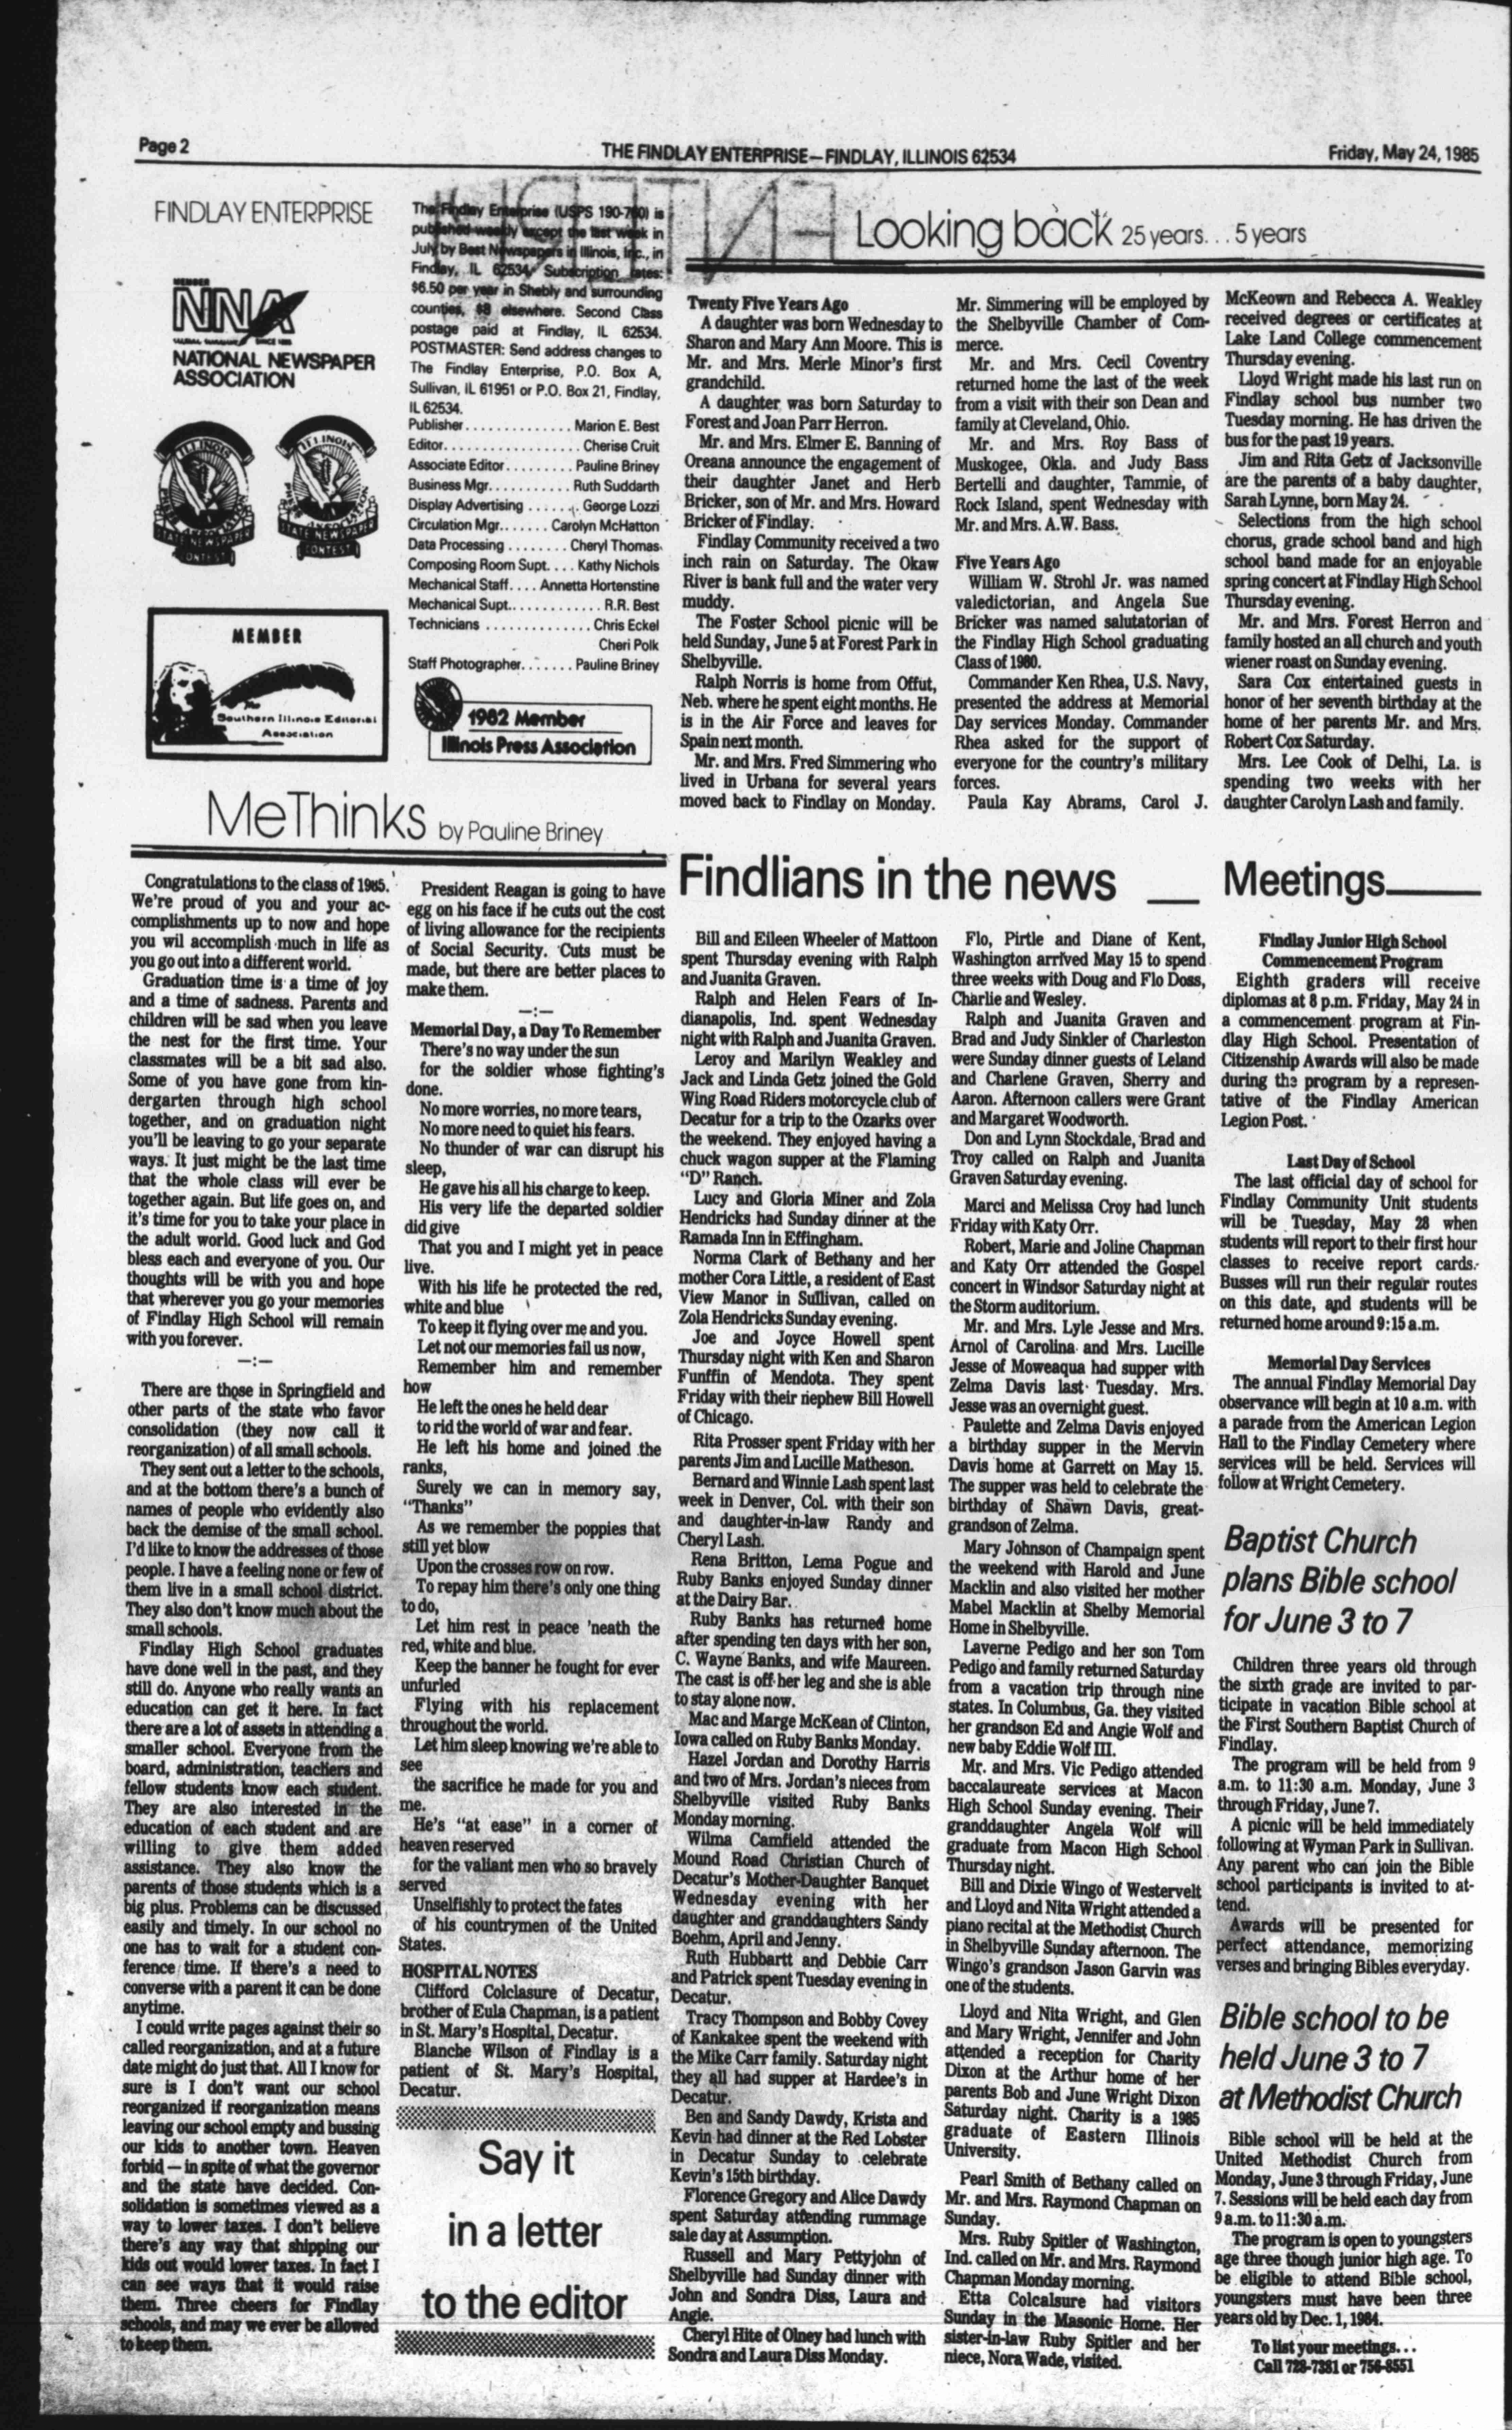 Page 2
THE FINDLAY ENTERPRISE—FINDLAY, ILLINOIS 62534
Friday, May 24, 1985
FINDLAY ENTERPRISE
MEMBER
NNA
SINCE 1885
NATIONAL NEWSPAPER
ASSOCIATION
ILLINOIS
PRESS ASSOCIATION
STATE NEWSPAPER
CONTEST
ILLINOIS
PRESS ASSOCIATION
STATE NEWSPAPER
CONTEST
MEMBER
The
Southern Illinois Editorial
Association
The Findlay Enterprise (USPS 190-760) is
published weekly except the last week in
July by Best Newspapers in Illinois, Inc., in
Findlay, IL 62534. Subscription rates:
$6.50 per year in Shebly and surrounding
counties, $8 elsewhere. Second Class
postage paid at Findlay, IL 62534.
POSTMASTER: Send address changes to
The Findlay Enterprise, P.O. Box A,
Sullivan, IL 61951 or P.O. Box 21, Findlay,
IL 62534.
Publisher. . . . . . . . . . . . . . Marion E. Best
Editor. . . . . . . . . . . . . . . . . . Cherise Cruit
Associate Editor. . . . . . . . . Pauline Briney
Business Mgr. . . . . . . . . . . Ruth Suddarth
Display Advertising . . . . . . . George Lozzi
Circulation Mgr. . . . . . . Carolyn McHatton
Data Processing . . . . . . . . Cheryl Thomas
Composing Room Supt. . . . Kathy Nichols
Mechanical Staff. . . . Annetta Hortenstine
Mechanical Supt. . . . . . . . . . . . . R.R. Best
Technicians . . . . . . . . . . . . . . Chris Eckel
Cheri Polk
Staff Photographer. . . . . . . . Pauline Briney
1982 Member
Illinois Press Association
Looking back 25 years. . . 5 years
Twenty Five Years Ago
A daughter was born Wednesday to
Sharon and Mary Ann Moore. This is
Mr. and Mrs. Merle Minor's first
grandchild.
A daughter was born Saturday to
Forest and Joan Parr Herron.
Mr. and Mrs. Elmer E. Banning of
Oreana announce the engagement of
their daughter Janet and Herb
Bricker, son of Mr. and Mrs. Howard
Bricker of Findlay.
Findlay Community received a two
inch rain on Saturday. The Okaw
River is bank full and the water very
muddy.
The Foster School picnic will be
held Sunday, June 5 at Forest Park in
Shelbyville.
Ralph Norris is home from Offut,
Neb. where he spent eight months. He
is in the Air Force and leaves for
Spain next month.
Mr. and Mrs. Fred Simmering who
lived in Urbana for several years
moved back to Findlay on Monday.
Mr. Simmering will be employed by
the Shelbyville Chamber of Com-
merce.
Mr. and Mrs. Cecil Coventry
returned home the last of the week
from a visit with their son Dean and
family at Cleveland, Ohio.
Mr. and Mrs. Roy Bass of
Muskogee, Okla. and Judy Bass
Bertelli and daughter, Tammie, of
Rock Island, spent Wednesday with
Mr. and Mrs. A.W. Bass.
Five Years Ago
William W. Strohl Jr. was named
valedictorian, and Angela Sue
Bricker was named salutatorian of
the Findlay High School graduating
Class of 1980.
Commander Ken Rhea, U.S. Navy,
presented the address at Memorial
Day services Monday. Commander
Rhea asked for the support of
everyone for the country's military
forces.
Paula Kay Abrams, Carol J.
McKeown and Rebecca A. Weakley
received degrees or certificates at
Lake Land College commencement
Thursday evening.
Lloyd Wright made his last run on
Findlay school bus number two
Tuesday morning. He has driven the
bus for the past 19 years.
Jim and Rita Getz of Jacksonville
are the parents of a baby daughter,
Sarah Lynne, born May 24.
Selections from the high school
chorus, grade school band and high
school band made for an enjoyable
spring concert at Findlay High School
Thursday evening.
Mr. and Mrs. Forest Herron and
family hosted an all church and youth
wiener roast on Sunday evening.
Sara Cox entertained guests in
honor of her seventh birthday at the
home of her parents Mr. and Mrs.
Robert Cox Saturday.
Mrs. Lee Cook of Delhi, La. is
spending two weeks with her
daughter Carolyn Lash and family.
MeThinks by Pauline Briney
Congratulations to the class of 1985.
We're proud of you and your ac-
complishments up to now and hope
you wil accomplish much in life as
you go out into a different world.
Graduation time is a time of joy
and a time of sadness. Parents and
children will be sad when you leave
the nest for the first time. Your
classmates will be a bit sad also.
Some of you have gone from kin-
dergarten through high school
together, and on graduation night
you'll be leaving to go your separate
ways. It just might be the last time
that the whole class will ever be
together again. But life goes on, and
it's time for you to take your place in
the adult world. Good luck and God
bless each and everyone of you. Our
thoughts will be with you and hope
that wherever you go your memories
of Findlay High School will remain
with you forever.
—:—
There are those in Springfield and
other parts of the state who favor
consolidation (they now call it
reorganization) of all small schools.
They sent out a letter to the schools,
and at the bottom there's a bunch of
names of people who evidently also
back the demise of the small school.
I'd like to know the addresses of those
people. I have a feeling none or few of
them live in a small school district.
They also don't know much about the
small schools.
Findlay High School graduates
have done well in the past, and they
still do. Anyone who really wants an
education can get it here. In fact
there are a lot of assets in attending a
smaller school. Everyone from the
board, administration, teachers and
fellow students know each student.
They are also interested in the
education of each student and are
willing to give them added
assistance. They also know the
parents of those students which is a
big plus. Problems can be discussed
easily and timely. In our school no
one has to wait for a student con-
ference time. If there's a need to
converse with a parent it can be done
anytime.
I could write pages against their so
called reorganization, and at a future
date might do just that. All I know for
sure is I don't want our school
reorganized if reorganization means
leaving our school empty and bussing
our kids to another town. Heaven
forbid — in spite of what the governor
and the state have decided. Con-
solidation is sometimes viewed as a
way to lower taxes. I don't believe
there's any way that shipping our
kids out would lower taxes. In fact I
can see ways that it would raise
them. Three cheers for Findlay
schools, and may we ever be allowed
to keep them.
President Reagan is going to have
egg on his face if he cuts out the cost
of living allowance for the recipients
of Social Security. Cuts must be
made, but there are better places to
make them.
—:—
Memorial Day, a Day To Remember
There's no way under the sun
for the soldier whose fighting's
done.
No more worries, no more tears,
No more need to quiet his fears.
No thunder of war can disrupt his
sleep,
He gave his all his charge to keep.
His very life the departed soldier
did give
That you and I might yet in peace
live.
With his life he protected the red,
white and blue
To keep it flying over me and you.
Let not our memories fail us now,
Remember him and remember
how
He left the ones he held dear
to rid the world of war and fear.
He left his home and joined the
ranks,
Surely we can in memory say,
"Thanks"
As we remember the poppies that
still yet blow
Upon the crosses row on row.
To repay him there's only one thing
to do,
Let him rest in peace 'neath the
red, white and blue.
Keep the banner he fought for ever
unfurled
Flying with his replacement
throughout the world.
Let him sleep knowing we're able to
see
the sacrifice he made for you and
me.
He's "at ease" in a corner of
heaven reserved
for the valiant men who so bravely
served
Unselfishly to protect the fates
of his countrymen of the United
States.
HOSPITAL NOTES
Clifford Colclasure of Decatur,
brother of Eula Chapman, is a patient
in St. Mary's Hospital, Decatur.
Blanche Wilson of Findlay is a
patient of St. Mary's Hospital,
Decatur.
Say it
in a letter
to the editor
Findlians in the news
Bill and Eileen Wheeler of Mattoon
spent Thursday evening with Ralph
and Juanita Graven.
Ralph and Helen Fears of In-
dianapolis, Ind. spent Wednesday
night with Ralph and Juanita Graven.
Leroy and Marilyn Weakley and
Jack and Linda Getz joined the Gold
Wing Road Riders motorcycle club of
Decatur for a trip to the Ozarks over
the weekend. They enjoyed having a
chuck wagon supper at the Flaming
"D" Ranch.
Lucy and Gloria Miner and Zola
Hendricks had Sunday dinner at the
Ramada Inn in Effingham.
Norma Clark of Bethany and her
mother Cora Little, a resident of East
View Manor in Sullivan, called on
Zola Hendricks Sunday evening.
Joe and Joyce Howell spent
Thursday night with Ken and Sharon
Funffin of Mendota. They spent
Friday with their nephew Bill Howell
of Chicago.
Rita Prosser spent Friday with her
parents Jim and Lucille Matheson.
Bernard and Winnie Lash spent last
week in Denver, Col. with their son
and daughter-in-law Randy and
Cheryl Lash.
Rena Britton, Lema Pogue and
Ruby Banks enjoyed Sunday dinner
at the Dairy Bar.
Ruby Banks has returned home
after spending ten days with her son,
C. Wayne Banks, and wife Maureen.
The cast is off her leg and she is able
to stay alone now.
Mac and Marge McKean of Clinton,
Iowa called on Ruby Banks Monday.
Hazel Jordan and Dorothy Harris
and two of Mrs. Jordan's nieces from
Shelbyville visited Ruby Banks
Monday morning.
Wilma Camfield attended the
Mound Road Christian Church of
Decatur's Mother-Daughter Banquet
Wednesday evening with her
daughter and granddaughters Sandy
Boehm, April and Jenny.
Ruth Hubbartt and Debbie Carr
and Patrick spent Tuesday evening in
Decatur.
Tracy Thompson and Bobby Covey
of Kankakee spent the weekend with
the Mike Carr family. Saturday night
they all had supper at Hardee's in
Decatur.
Ben and Sandy Dawdy, Krista and
Kevin had dinner at the Red Lobster
in Decatur Sunday to celebrate
Kevin's 15th birthday.
Florence Gregory and Alice Dawdy
spent Saturday attending rummage
sale day at Assumption.
Russell and Mary Pettyjohn of
Shelbyville had Sunday dinner with
John and Sondra Diss, Laura and
Angie.
Cheryl Hite of Olney had lunch with
Sondra and Laura Diss Monday.
Flo, Pirtle and Diane of Kent,
Washington arrived May 15 to spend
three weeks with Doug and Flo Doss,
Charlie and Wesley.
Ralph and Juanita Graven and
Brad and Judy Sinkler of Charleston
were Sunday dinner guests of Leland
and Charlene Graven, Sherry and
Aaron. Afternoon callers were Grant
and Margaret Woodworth.
Don and Lynn Stockdale, Brad and
Troy called on Ralph and Juanita
Graven Saturday evening.
Marci and Melissa Croy had lunch
Friday with Katy Orr.
Robert, Marie and Joline Chapman
and Katy Orr attended the Gospel
concert in Windsor Saturday night at
the Storm auditorium.
Mr. and Mrs. Lyle Jesse and Mrs.
Arnol of Carolina and Mrs. Lucille
Jesse of Moweaqua had supper with
Zelma Davis last Tuesday. Mrs.
Jesse was an overnight guest.
Paulette and Zelma Davis enjoyed
a birthday supper in the Mervin
Davis home at Garrett on May 15.
The supper was held to celebrate the
birthday of Shawn Davis, great-
grandson of Zelma.
Mary Johnson of Champaign spent
the weekend with Harold and June
Macklin and also visited her mother
Mabel Macklin at Shelby Memorial
Home in Shelbyville.
Laverne Pedigo and her son Tom
Pedigo and family returned Saturday
from a vacation trip through nine
states. In Columbus, Ga. they visited
her grandson Ed and Angie Wolf and
new baby Eddie Wolf III.
Mr. and Mrs. Vic Pedigo attended
baccalaureate services at Macon
High School Sunday evening. Their
granddaughter Angela Wolf will
graduate from Macon High School
Thursday night.
Bill and Dixie Wingo of Westervelt
and Lloyd and Nita Wright attended a
piano recital at the Methodist Church
in Shelbyville Sunday afternoon. The
Wingo's grandson Jason Garvin was
one of the students.
Lloyd and Nita Wright, and Glen
and Mary Wright, Jennifer and John
attended a reception for Charity
Dixon at the Arthur home of her
parents Bob and June Wright Dixon
Saturday night. Charity is a 1985
graduate of Eastern Illinois
University.
Pearl Smith of Bethany called on
Mr. and Mrs. Raymond Chapman on
Sunday.
Mrs. Ruby Spitler of Washington,
Ind. called on Mr. and Mrs. Raymond
Chapman Monday morning.
Etta Colcalsure had visitors
Sunday in the Masonic Home. Her
sister-in-law Ruby Spitler and her
niece, Nora Wade, visited.
Meetings
Findlay Junior High School
Commencement Program
Eighth graders will receive
diplomas at 8 p.m. Friday, May 24 in
a commencement program at Fin-
dlay High School. Presentation of
Citizenship Awards will also be made
during the program by a represen-
tative of the Findlay American
Legion Post.
Last Day of School
The last official day of school for
Findlay Community Unit students
will be Tuesday, May 28 when
students will report to their first hour
classes to receive report cards.
Busses will run their regular routes
on this date, and students will be
returned home around 9:15 a.m.
Memorial Day Services
The annual Findlay Memorial Day
observance will begin at 10 a.m. with
a parade from the American Legion
Hall to the Findlay Cemetery where
services will be held. Services will
follow at Wright Cemetery.
Baptist Church
plans Bible school
for June 3 to 7
Children three years old through
the sixth grade are invited to par-
ticipate in vacation Bible school at
the First Southern Baptist Church of
Findlay.
The program will be held from 9
a.m. to 11:30 a.m. Monday, June 3
through Friday, June 7.
A picnic will be held immediately
following at Wyman Park in Sullivan.
Any parent who can join the Bible
school participants is invited to at-
tend.
Awards will be presented for
perfect attendance, memorizing
verses and bringing Bibles everyday.
Bible school to be
held June 3 to 7
at Methodist Church
Bible school will be held at the
United Methodist Church from
Monday, June 3 through Friday, June
7. Sessions will be held each day from
9 a.m. to 11:30 a.m.
The program is open to youngsters
age three though junior high age. To
be eligible to attend Bible school,
youngsters must have been three
years old by Dec. 1, 1984.
To list your meetings. . .
Call 728-7381 or 756-8551